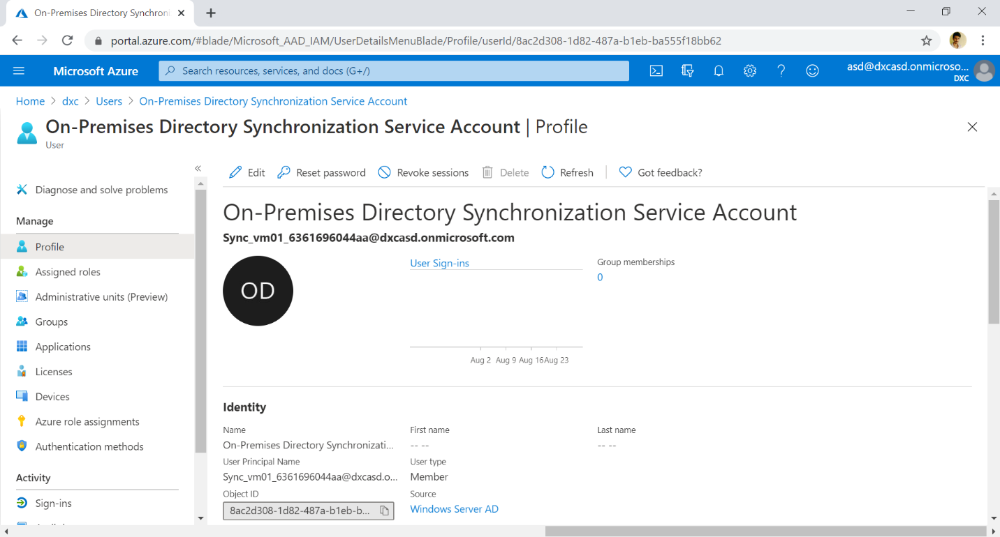 On-Premises Directory Synchroni
portal.azure.com/#blade/Microsoft_AAD_IAM/UserDetailsMenuBlade/Profile/userId/8ac2d308-1d82-487a-b1eb-ba555f18bb62
Microsoft Azure
Search resources, services, and docs (G+/)
asd@dxcasd.onmicroso...
DXC
Home > dxc > Users > On-Premises Directory Synchronization Service Account
On-Premises Directory Synchronization Service Account | Profile
User
«
Diagnose and solve problems
Manage
Profile
Assigned roles
Administrative units (Preview)
Groups
Applications
Licenses
Devices
Azure role assignments
Authentication methods
Activity
Sign-ins
Edit Reset password Revoke sessions Delete Refresh | Got feedback?
On-Premises Directory Synchronization Service Account
Sync_vm01_6361696044aa@dxcasd.onmicrosoft.com
OD
User Sign-ins
Aug 2 Aug 9 Aug 16 Aug 23
Group memberships
0
Identity
Name First name Last name
On-Premises Directory Synchronizati... -- -- -- --
User Principal Name User type
Sync_vm01_6361696044aa@dxcasd.o... Member
Object ID Source
8ac2d308-1d82-487a-b1eb-b... Windows Server AD